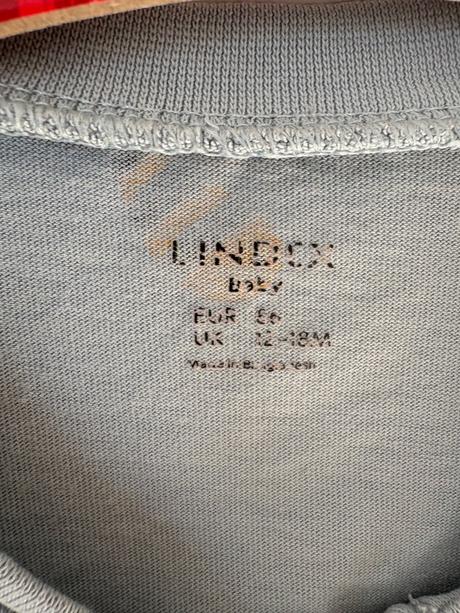 LINDEX
Baby
EUR 86
UK 12-18M
Made in Bangladesh